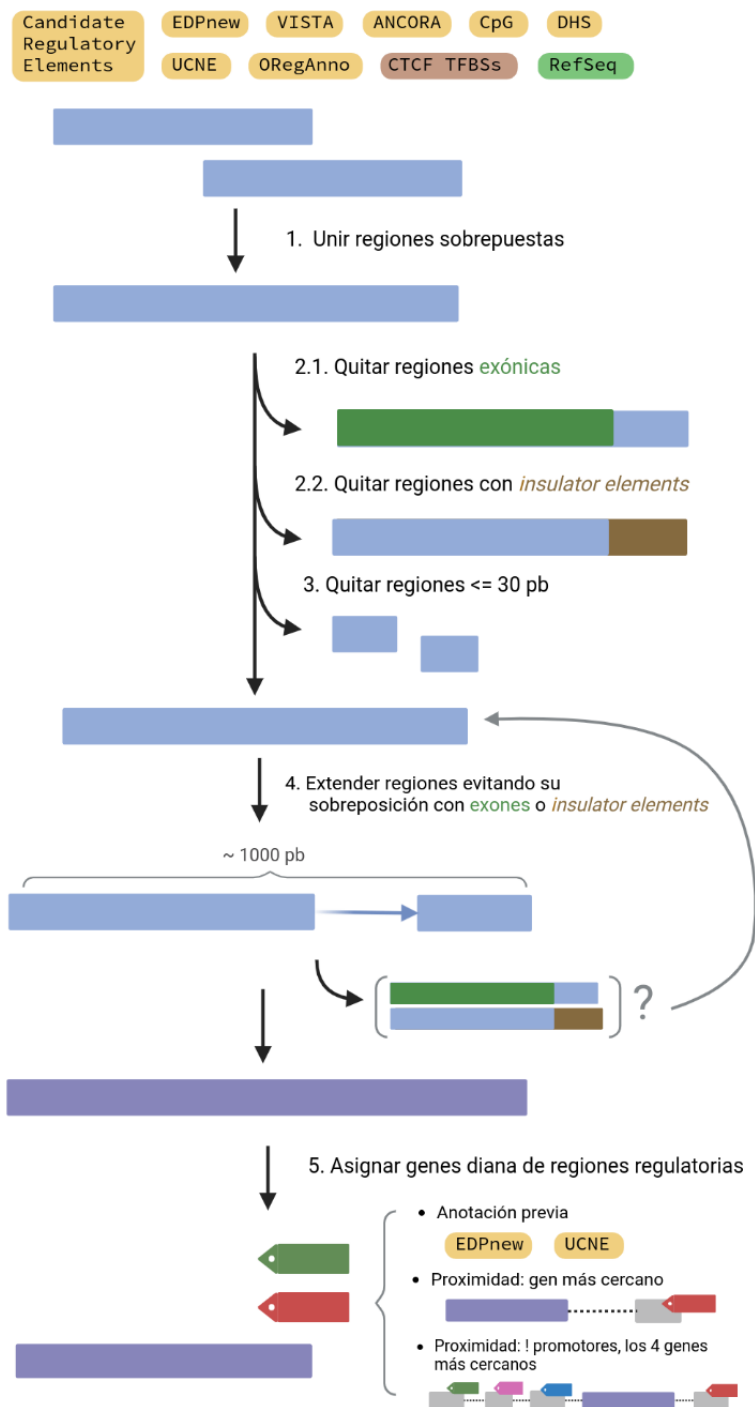 Candidate
Regulatory
Elements
EDPnew VISTA ANCORA CpG DHS
UCNE ORegAnno CTCF TFBSs RefSeq
1. Unir regiones sobrepuestas
2.1. Quitar regiones exónicas
2.2. Quitar regiones con insulator elements
3. Quitar regiones <= 30 pb
4. Extender regiones evitando su
sobreposición con exones o insulator elements
~ 1000 pb
?
5. Asignar genes diana de regiones regulatorias
• Anotación previa
EDPnew UCNE
• Proximidad: gen más cercano
• Proximidad: ! promotores, los 4 genes
más cercanos